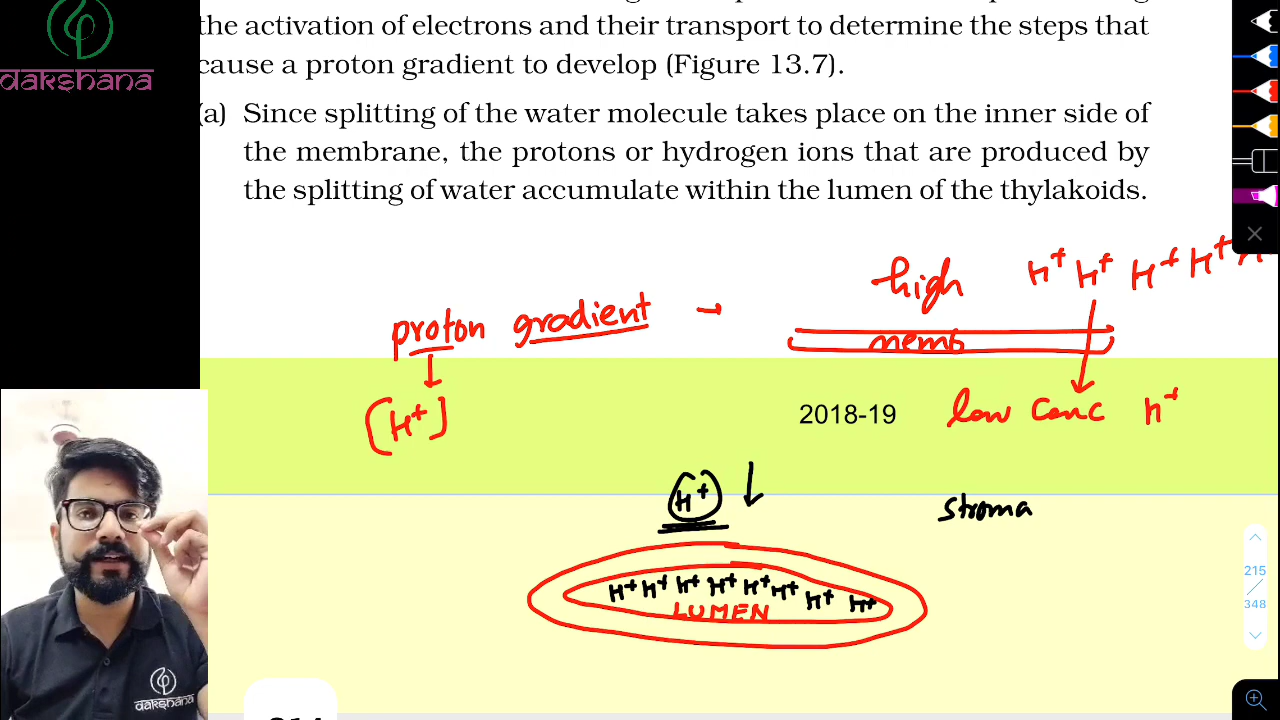 the activation of electrons and their transport to determine the steps that
cause a proton gradient to develop (Figure 13.7).
(a) Since splitting of the water molecule takes place on the inner side of
the membrane, the protons or hydrogen ions that are produced by
the splitting of water accumulate within the lumen of the thylakoids.
dakshana
high H+ H+ H+ H+ H
proton gradient →
memb
[H+]
2018-19
low conc H+
H+
stroma
H+ H+ H+ H+ H+ H+ H+ H+
LUMEN
215
348
dakshana